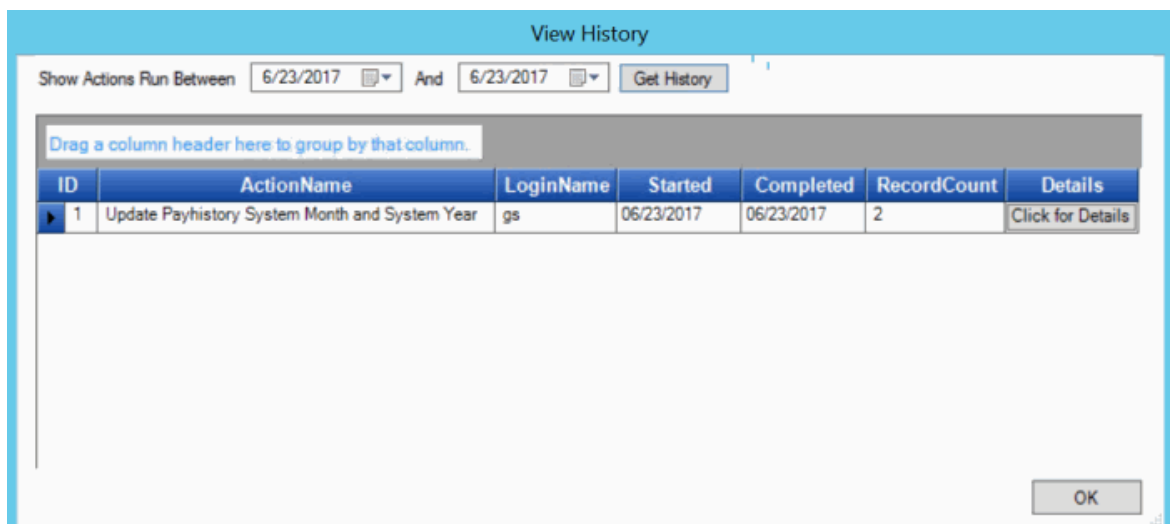 View History
Show Actions Run Between 6/23/2017 And 6/23/2017 Get History
Drag a column header here to group by that column.
ID ActionName LoginName Started Completed RecordCount Details
1 Update Payhistory System Month and System Year gs 06/23/2017 06/23/2017 2 Click for Details
OK